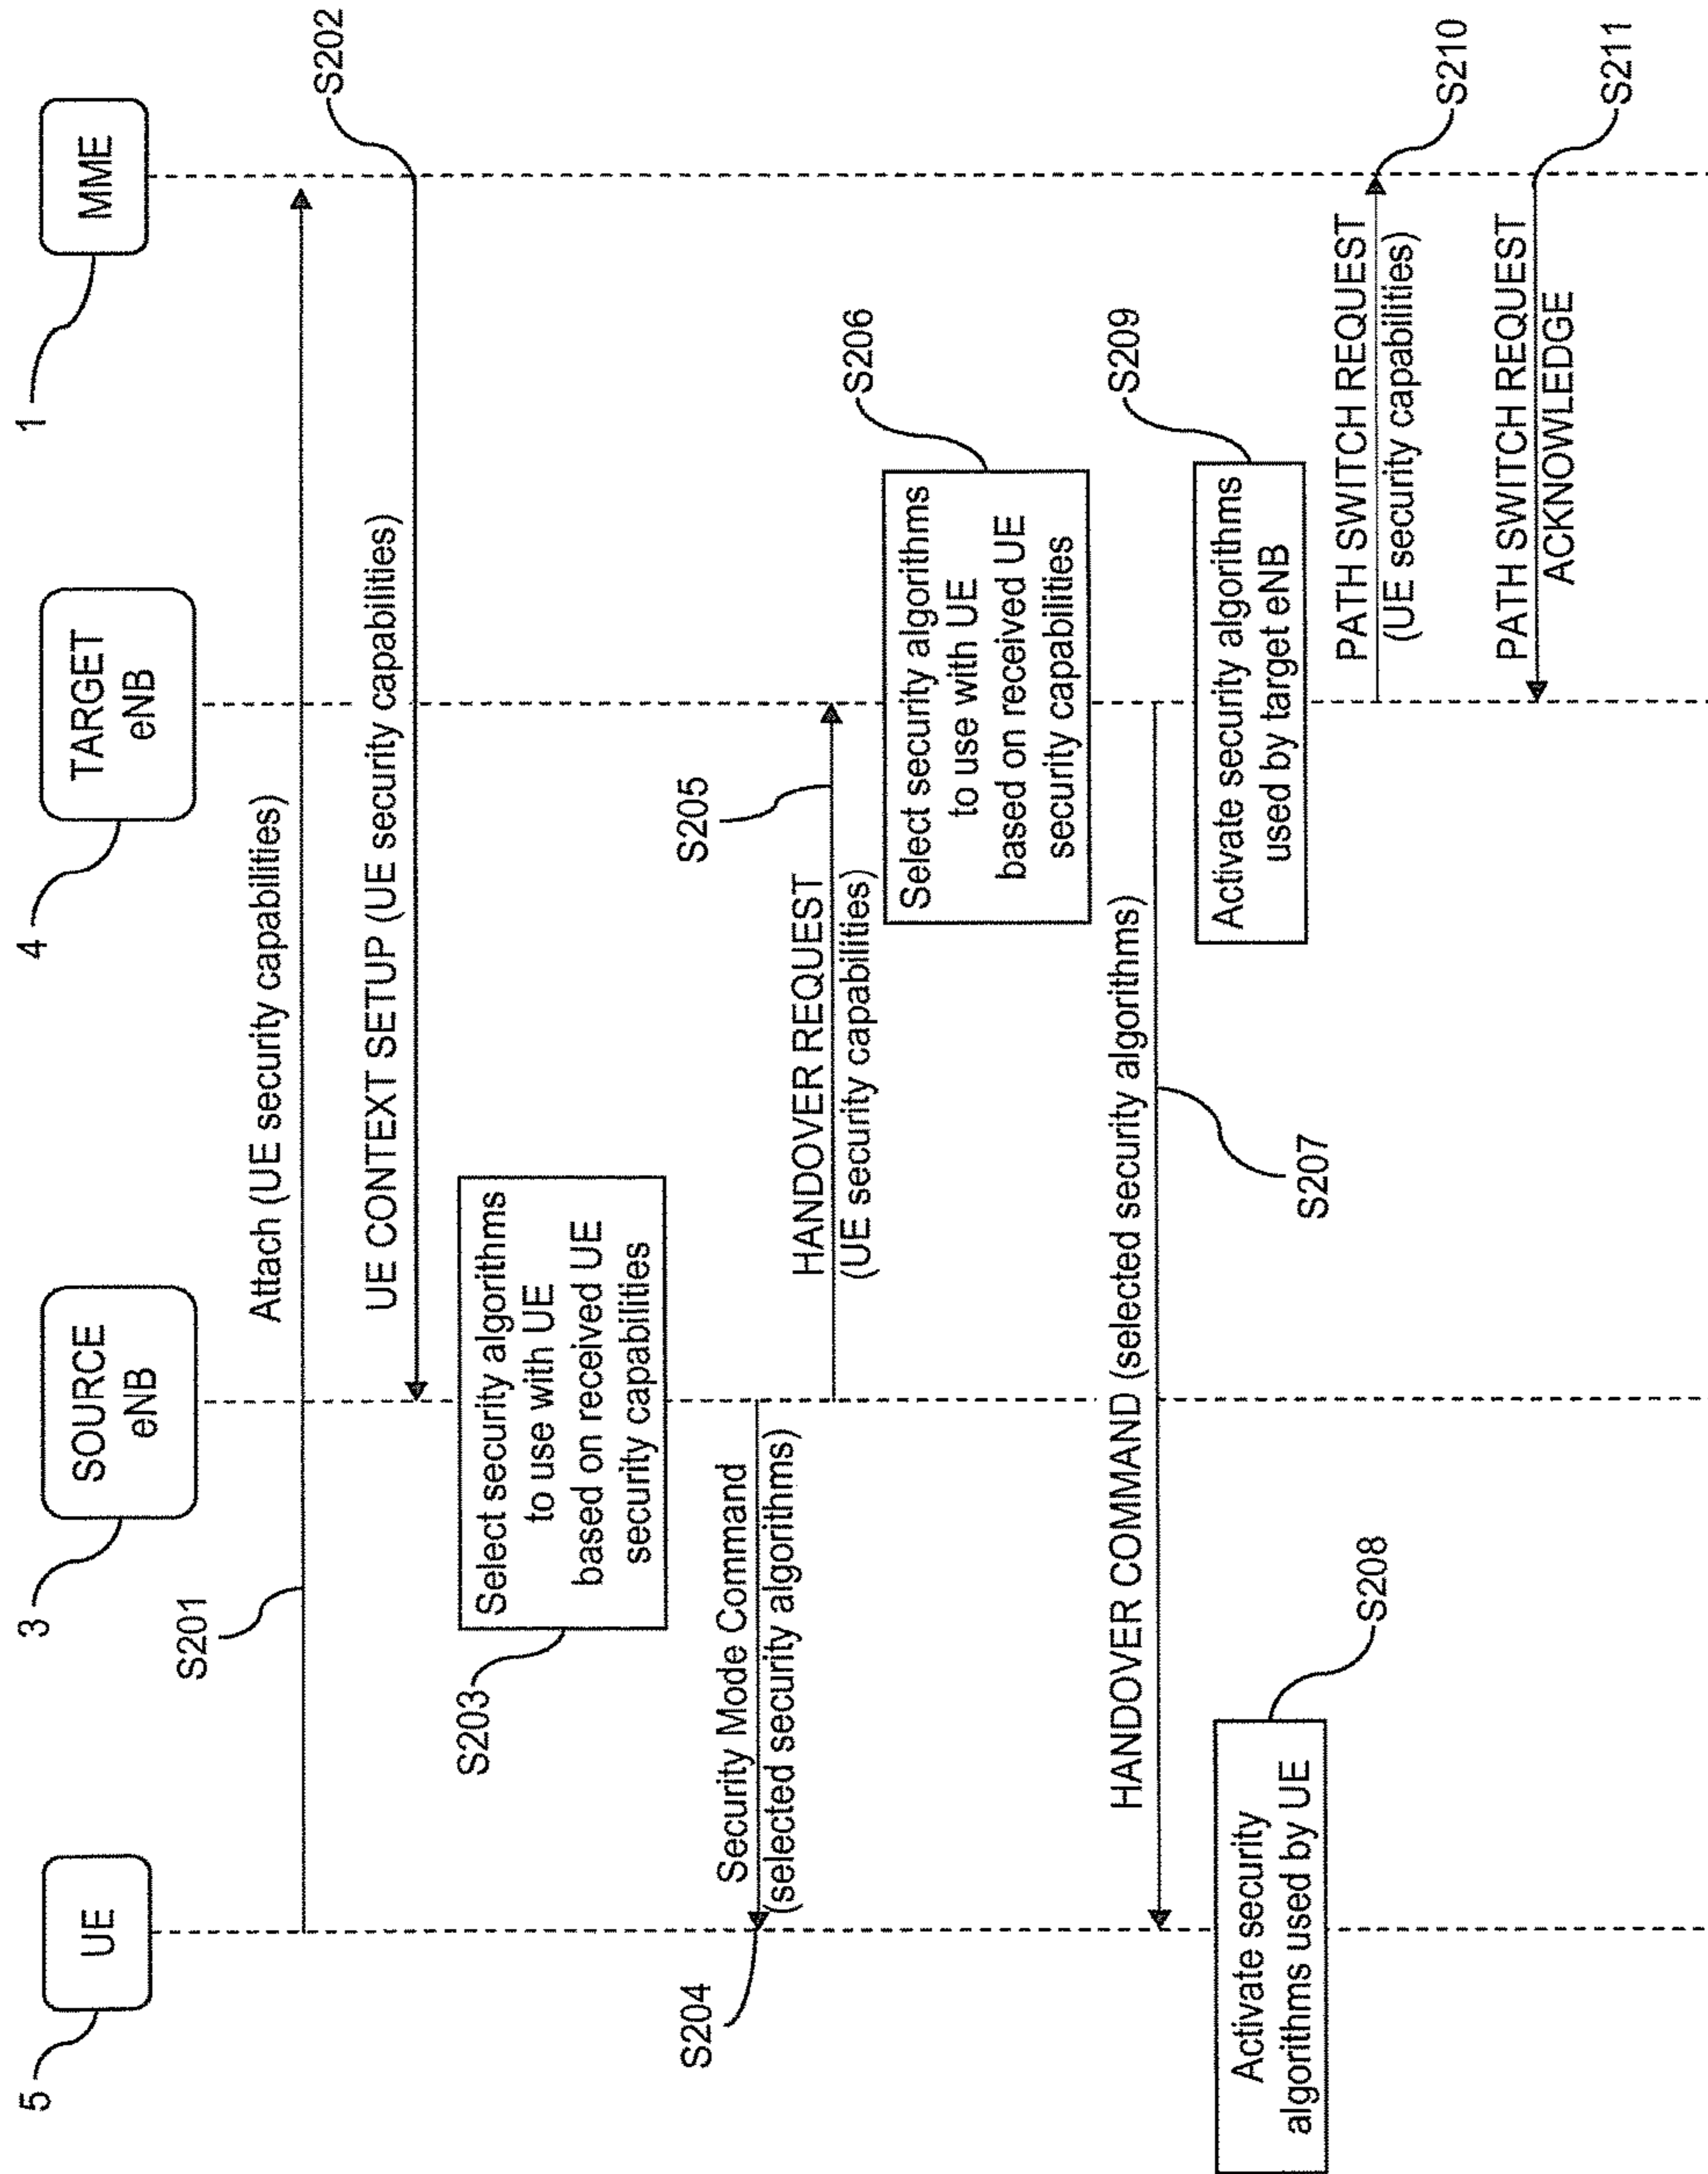 UE
5
SOURCE
eNB
3
TARGET
eNB
4
MME
1
Attach (UE security capabilities)
S201
UE CONTEXT SETUP (UE security capabilities)
S202
Select security algorithms
to use with UE
based on received UE
security capabilities
S203
Security Mode Command
(selected security algorithms)
S204
HANDOVER REQUEST
(UE security capabilities)
S205
Select security algorithms
to use with UE
based on received UE
security capabilities
S206
HANDOVER COMMAND (selected security algorithms)
S207
Activate security
algorithms used by UE
S208
Activate security algorithms
used by target eNB
S209
PATH SWITCH REQUEST
(UE security capabilities)
S210
PATH SWITCH REQUEST
ACKNOWLEDGE
S211